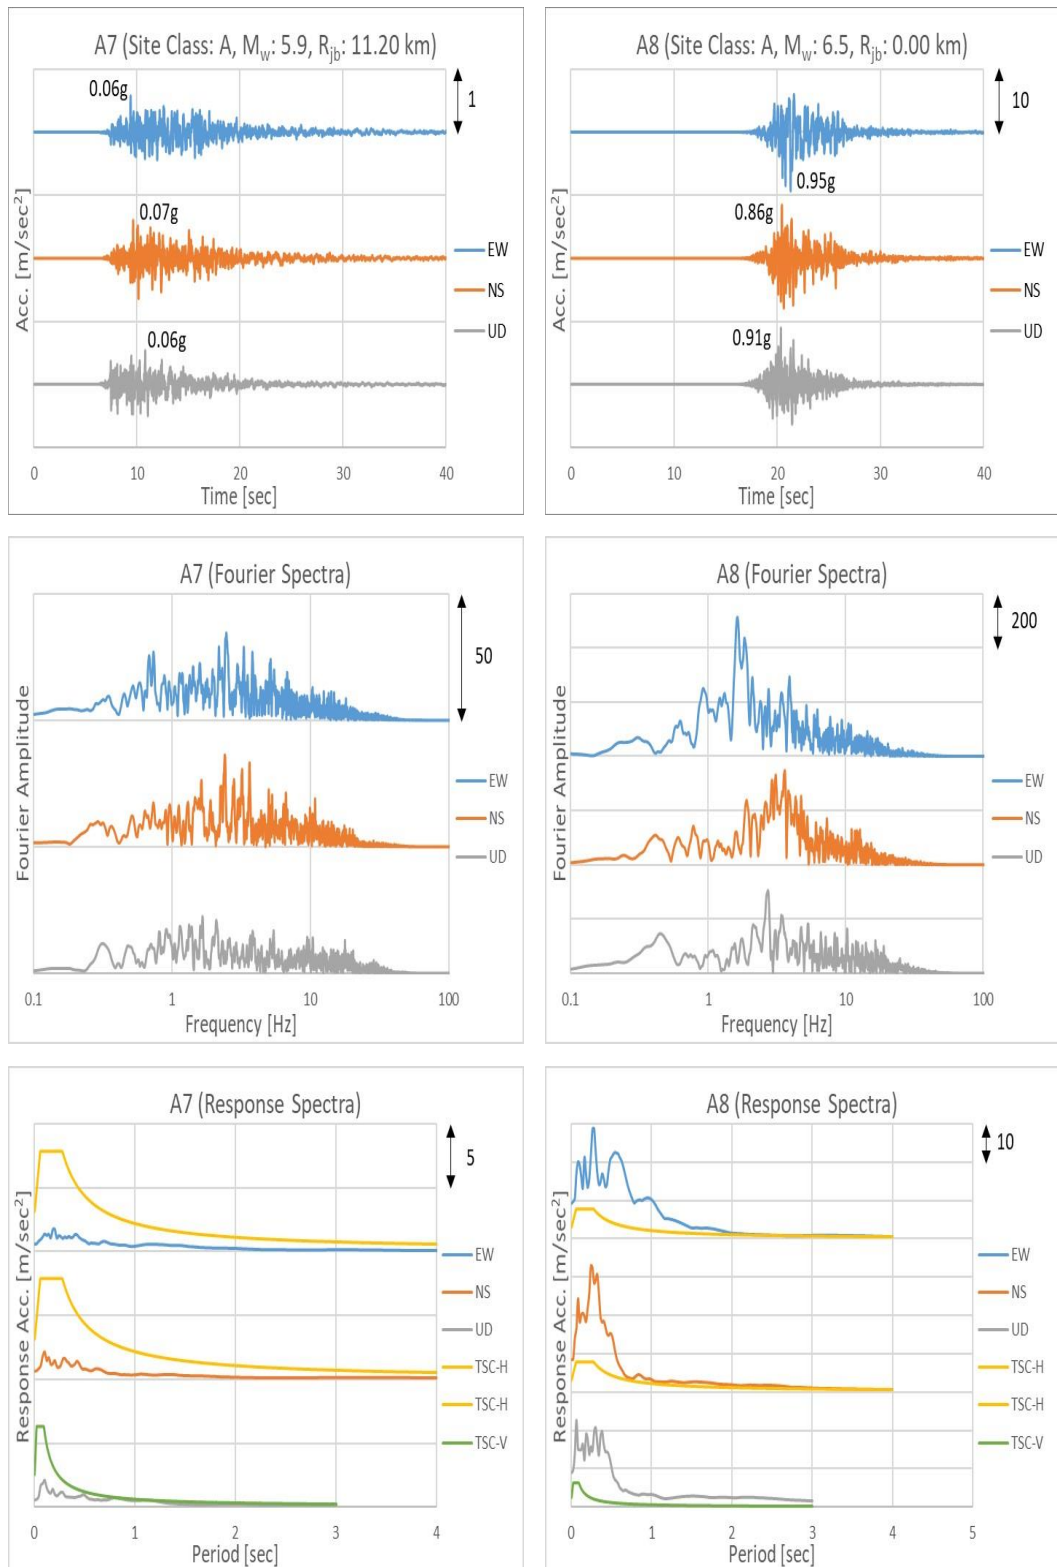 A7 (Site Class: A, Mw: 5.9, Rjb: 11.20 km)
0.06g
1
0.07g
0.06g
Acc. [m/sec²]
EW
NS
UD
0 10 20 30 40
Time [sec]
A8 (Site Class: A, Mw: 6.5, Rjb: 0.00 km)
10
0.95g
0.86g
0.91g
Acc. [m/sec²]
EW
NS
UD
0 10 20 30 40
Time [sec]
A7 (Fourier Spectra)
50
Fourier Amplitude
EW
NS
UD
0.1 1 10 100
Frequency [Hz]
A8 (Fourier Spectra)
200
Fourier Amplitude
EW
NS
UD
0.1 1 10 100
Frequency [Hz]
A7 (Response Spectra)
5
Response Acc. [m/sec²]
EW
NS
UD
TSC-H
TSC-H
TSC-V
0 1 2 3 4
Period [sec]
A8 (Response Spectra)
10
Response Acc. [m/sec²]
EW
NS
UD
TSC-H
TSC-H
TSC-V
0 1 2 3 4 5
Period [sec]